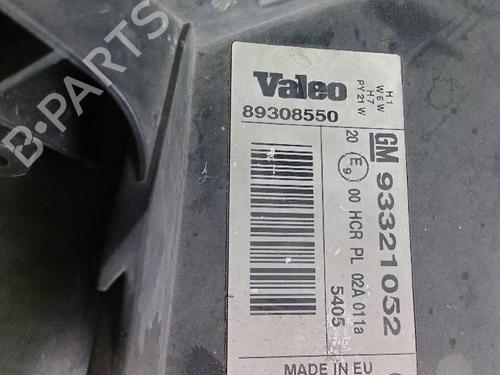 B-PARTS
Valeo
89308550
H1
W5W
H7
PY21W
GM 93321052
20 E9 00 HCR PL 02A 011a
5405
MADE IN EU